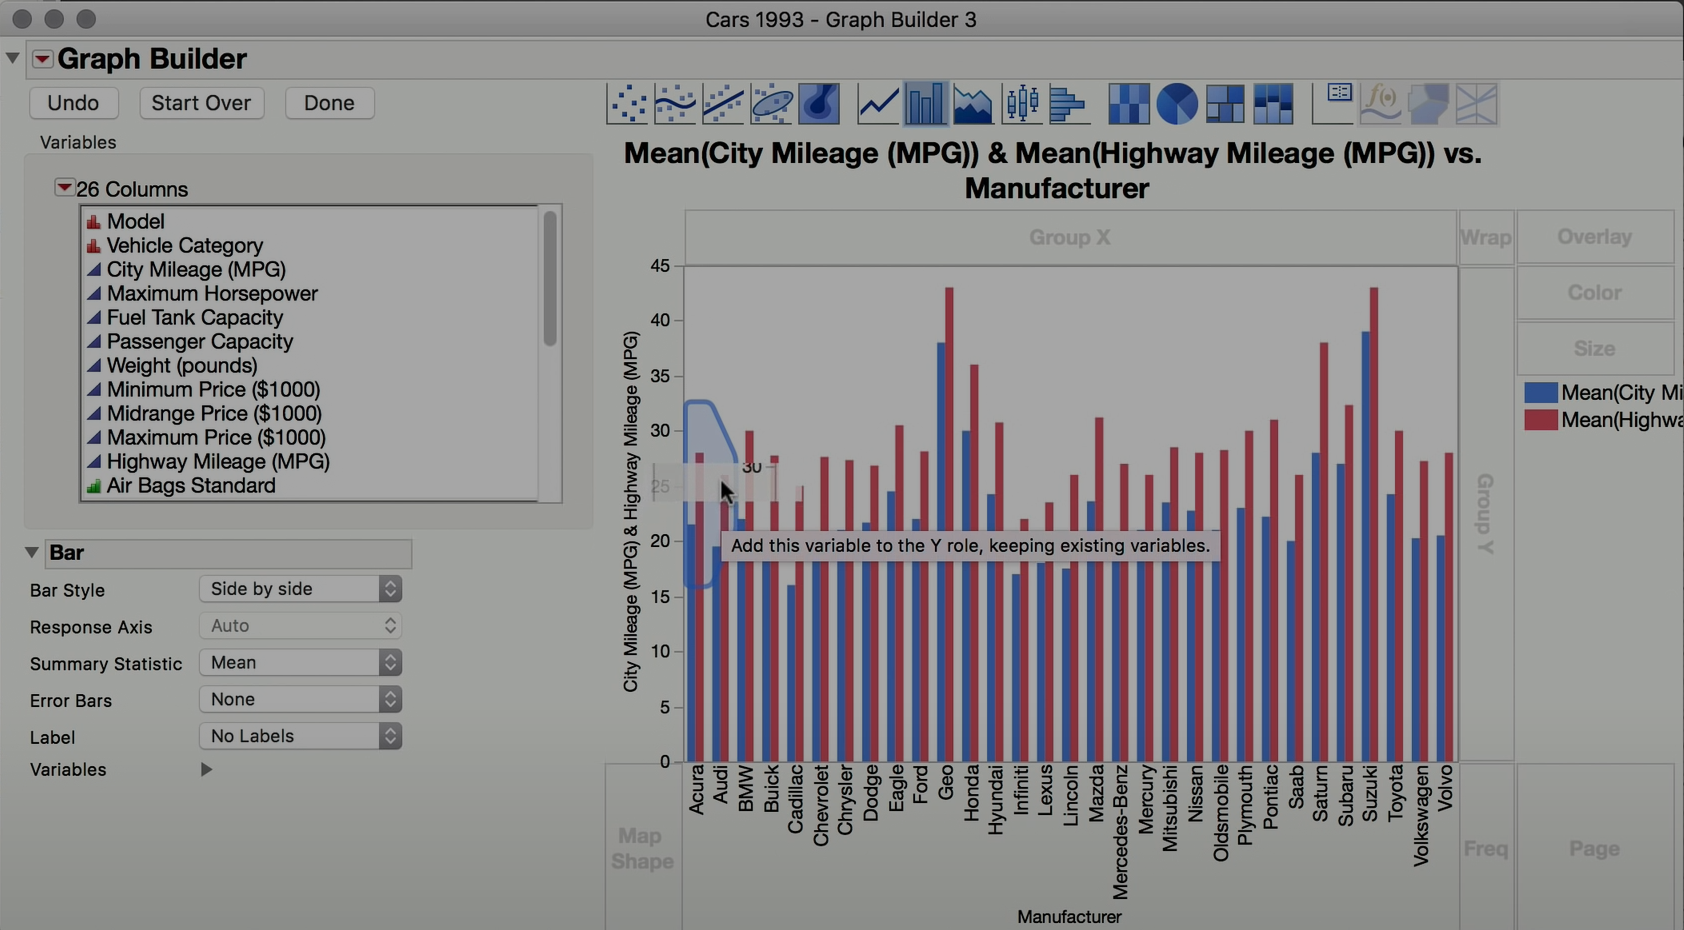 Cars 1993 - Graph Builder 3
Graph Builder
Undo
Start Over
Done
Variables
26 Columns
Model
Vehicle Category
City Mileage (MPG)
Maximum Horsepower
Fuel Tank Capacity
Passenger Capacity
Weight (pounds)
Minimum Price ($1000)
Midrange Price ($1000)
Maximum Price ($1000)
Highway Mileage (MPG)
Air Bags Standard
Bar
Bar Style
Side by side
Response Axis
Auto
Summary Statistic
Mean
Error Bars
None
Label
No Labels
Variables
Mean(City Mileage (MPG)) & Mean(Highway Mileage (MPG)) vs.
Manufacturer
Group X
Wrap
Overlay
Color
Size
Mean(City Mi
Mean(Highwa
Group Y
City Mileage (MPG) & Highway Mileage (MPG)
45
40
35
30
25
20
15
10
5
0
30
Add this variable to the Y role, keeping existing variables.
Acura
Audi
BMW
Buick
Cadillac
Chevrolet
Chrysler
Dodge
Eagle
Ford
Geo
Honda
Hyundai
Infiniti
Lexus
Lincoln
Mazda
Mercedes-Benz
Mercury
Mitsubishi
Nissan
Oldsmobile
Plymouth
Pontiac
Saab
Saturn
Subaru
Suzuki
Toyota
Volkswagen
Volvo
Manufacturer
Map
Shape
Freq
Page